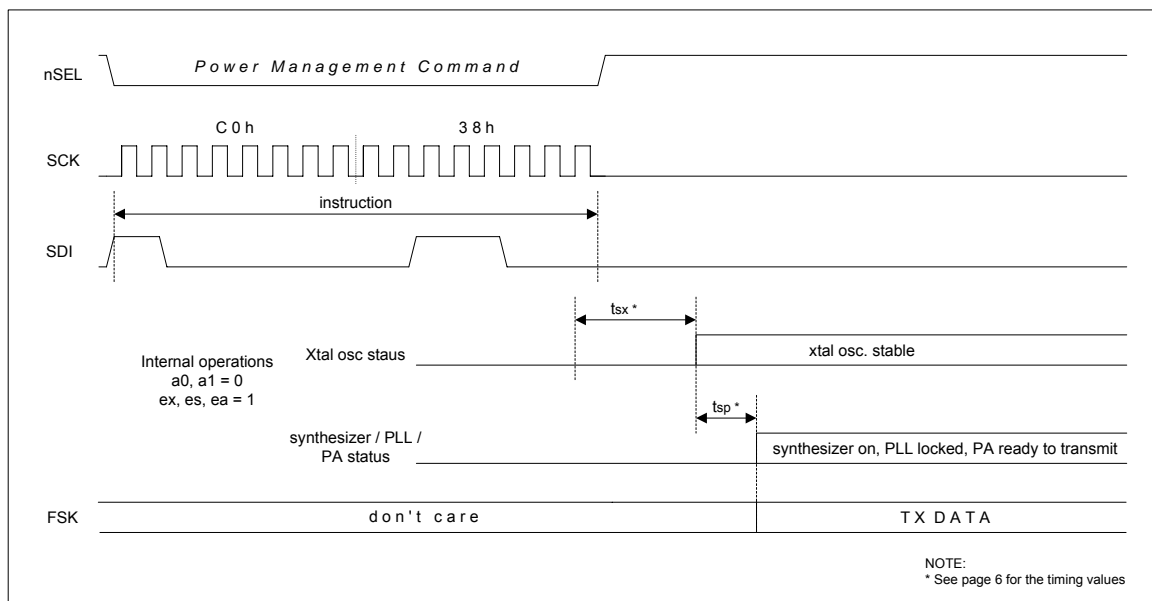 nSEL
Power Management Command
C0h
38h
SCK
instruction
SDI
tsx *
Xtal osc staus
xtal osc. stable
Internal operations
a0, a1 = 0
ex, es, ea = 1
tsp *
synthesizer / PLL /
PA status
synthesizer on, PLL locked, PA ready to transmit
FSK
don't care
TX DATA
NOTE:
* See page 6 for the timing values